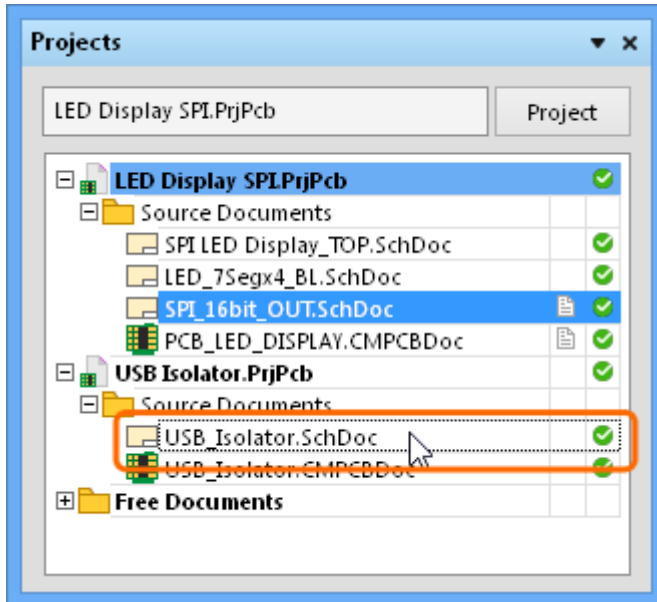 Projects
LED Display SPI.PrjPcb
Project
LED Display SPI.PrjPcb
Source Documents
SPI LED Display_TOP.SchDoc
LED_7Segx4_BL.SchDoc
SPI_16bit_OUT.SchDoc
PCB_LED_DISPLAY.CMPCBDoc
USB Isolator.PrjPcb
Source Documents
USB_Isolator.SchDoc
USB_Isolator.CMPCBDoc
Free Documents